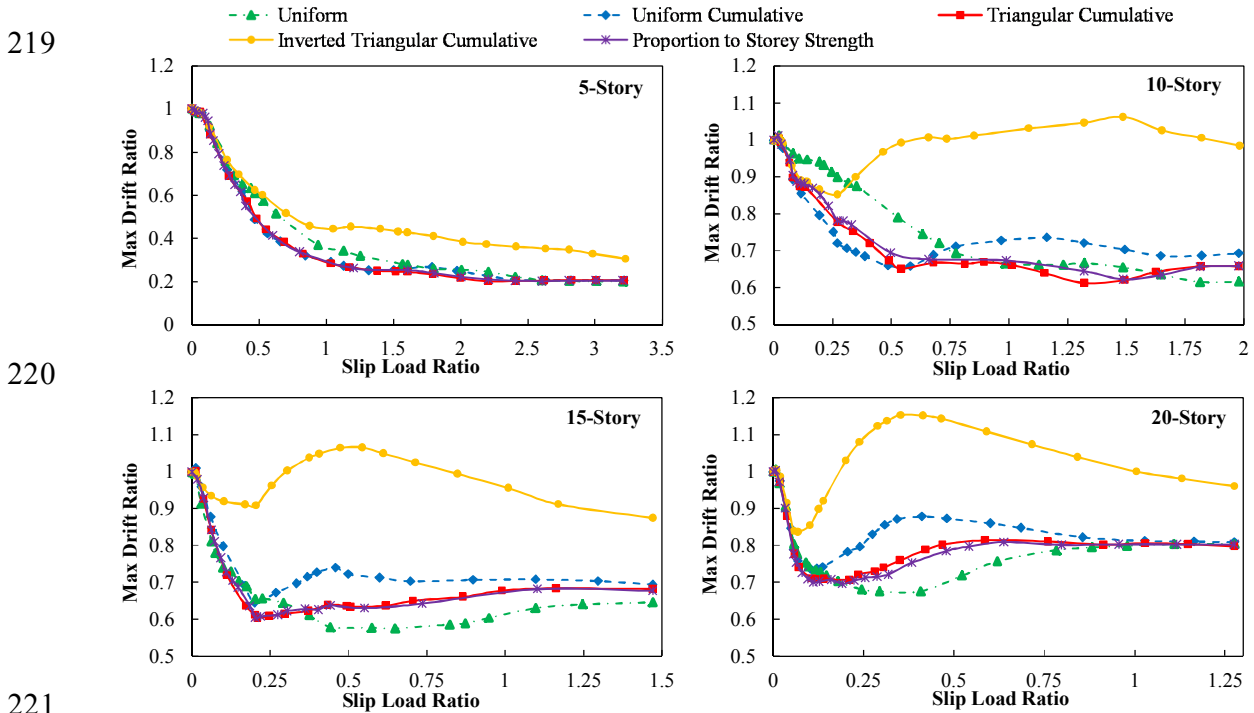 Uniform Uniform Cumulative Triangular Cumulative
219
Inverted Triangular Cumulative Proportion to Storey Strength
5-Story
Max Drift Ratio
1.2
1
0.8
0.6
0.4
0.2
0
0 0.5 1 1.5 2 2.5 3 3.5
Slip Load Ratio
10-Story
Max Drift Ratio
1.2
1.1
1
0.9
0.8
0.7
0.6
0.5
0 0.25 0.5 0.75 1 1.25 1.5 1.75 2
Slip Load Ratio
220
15-Story
Max Drift Ratio
1.2
1.1
1
0.9
0.8
0.7
0.6
0.5
0 0.25 0.5 0.75 1 1.25 1.5
Slip Load Ratio
20-Story
Max Drift Ratio
1.2
1.1
1
0.9
0.8
0.7
0.6
0.5
0 0.25 0.5 0.75 1 1.25
Slip Load Ratio
221